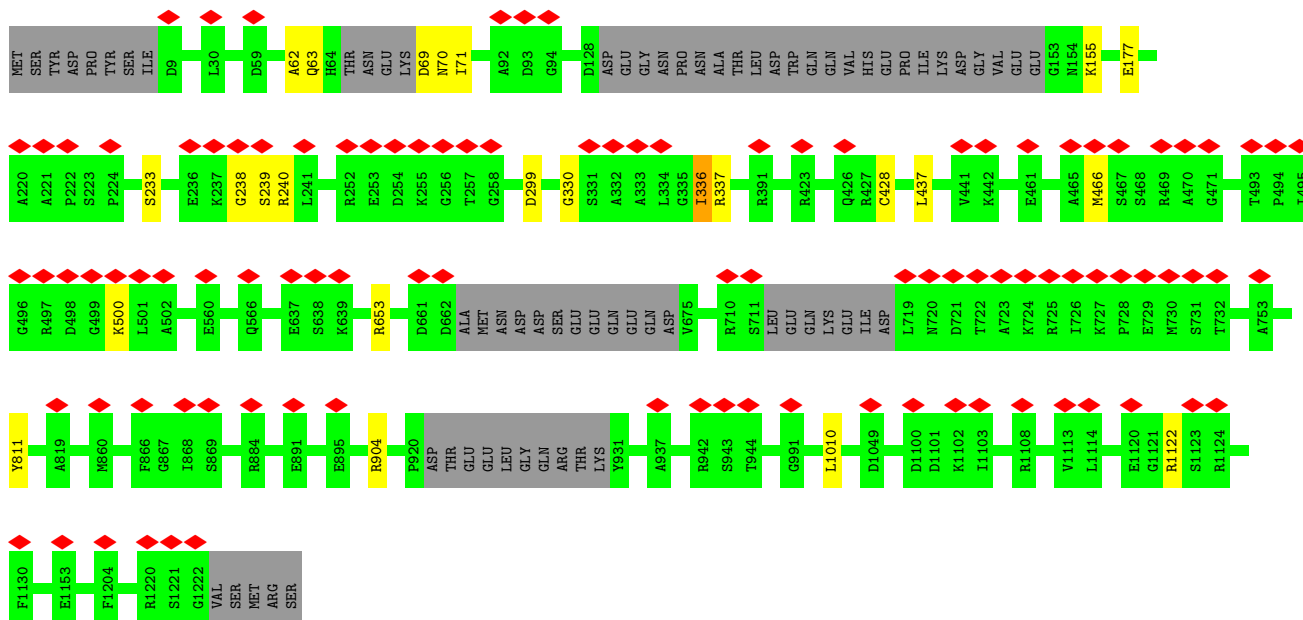 MET SER TYR ASP PRO TYR SER ILE D9 L30 D59 A62 Q63 H64 THR ASN GLU LYS D69 N70 I71 A92 D93 G94 D128 ASP GLU GLY ASN PRO ASN ALA THR LEU ASP TRP GLN GLN VAL HIS GLU PRO ILE LYS ASP GLY VAL GLU GLU G153 N154 K155 E177
A220 A221 P222 S223 P224 S233 E236 K237 G238 S239 R240 L241 R252 E253 D254 K255 G256 T257 G258 D299 G330 S331 A332 A333 L334 G335 I336 R337 R391 R423 Q426 R427 C428 L437 V441 K442 E461 A465 M466 S467 S468 R469 A470 G471 T493 P494 I495
G496 R497 D498 G499 K500 L501 A502 E560 Q566 E637 S638 K639 R653 D661 D662 ALA MET ASN ASP ASP SER GLU GLU GLN GLU GLN ASP V675 R710 S711 LEU GLU GLN LYS GLU ILE ASP L719 N720 D721 T722 A723 K724 R725 I726 K727 P728 E729 M730 S731 T732 A753
Y811 A819 M860 F866 G867 I868 S869 R884 E891 E895 R904 P920 ASP THR GLU GLU LEU GLY GLN ARG THR LYS Y931 A937 R942 S943 T944 G991 L1010 D1049 D1100 D1101 K1102 I1103 R1108 V1113 L1114 E1120 G1121 R1122 S1123 R1124
F1130 E1153 F1204 R1220 S1221 G1222 VAL SER MET ARG SER